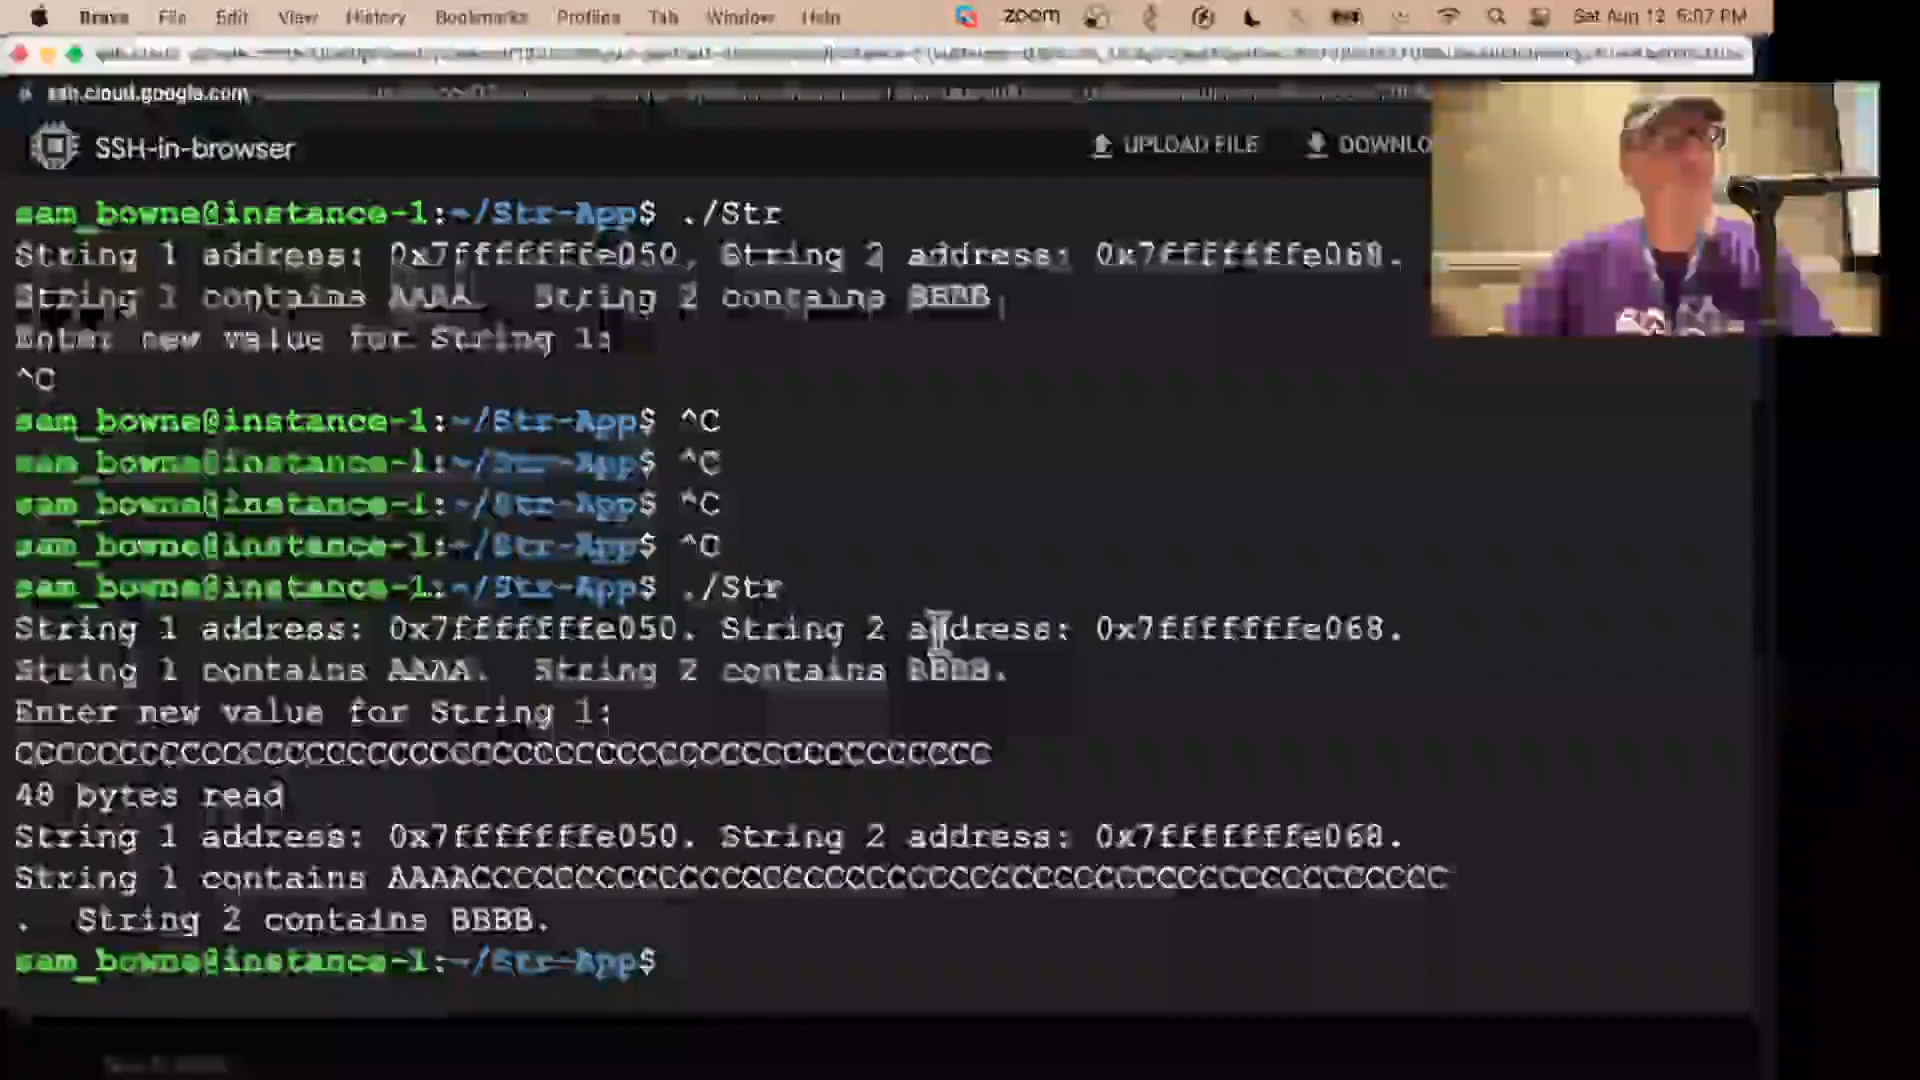 Brave File Edit View History Bookmarks Profiles Tab Window Help zoom Sat Aug 12 6:07 PM
ssh.cloud.google.com
SSH-in-browser UPLOAD FILE DOWNLO
sam_bowne@instance-1:~/Str-App$ ./Str
String 1 address: 0x7fffffffe050. String 2 address: 0x7fffffffe068.
String 1 contains AAAA. String 2 contains BBBB.
Enter new value for String 1:
^C
sam_bowne@instance-1:~/Str-App$ ^C
sam_bowne@instance-1:~/Str-App$ ^C
sam_bowne@instance-1:~/Str-App$ ^C
sam_bowne@instance-1:~/Str-App$ ^C
sam_bowne@instance-1:~/Str-App$ ./Str
String 1 address: 0x7fffffffe050. String 2 address: 0x7fffffffe068.
String 1 contains AAAA. String 2 contains BBBB.
Enter new value for String 1:
CCCCCCCCCCCCCCCCCCCCCCCCCCCCCCCCCCCCCCCCCCCCCCC
48 bytes read
String 1 address: 0x7fffffffe050. String 2 address: 0x7fffffffe068.
String 1 contains AAAACCCCCCCCCCCCCCCCCCCCCCCCCCCCCCCCCCCCCCCCCCCCCCC
. String 2 contains BBBB.
sam_bowne@instance-1:~/Str-App$